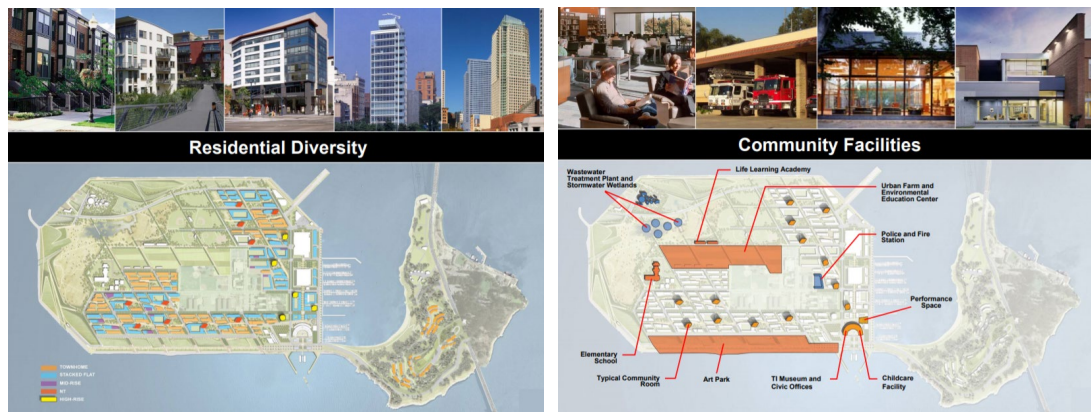 Residential Diversity
TOWNHOME
STACKED FLAT
MID-RISE
NT
HIGH-RISE
Community Facilities
Wastewater
Treatment Plant and
Stormwater Wetlands
Life Learning Academy
Urban Farm and
Environmental
Education Center
Police and Fire
Station
Performance
Space
Elementary
School
Typical Community
Room
Art Park
TI Museum and
Civic Offices
Childcare
Facility